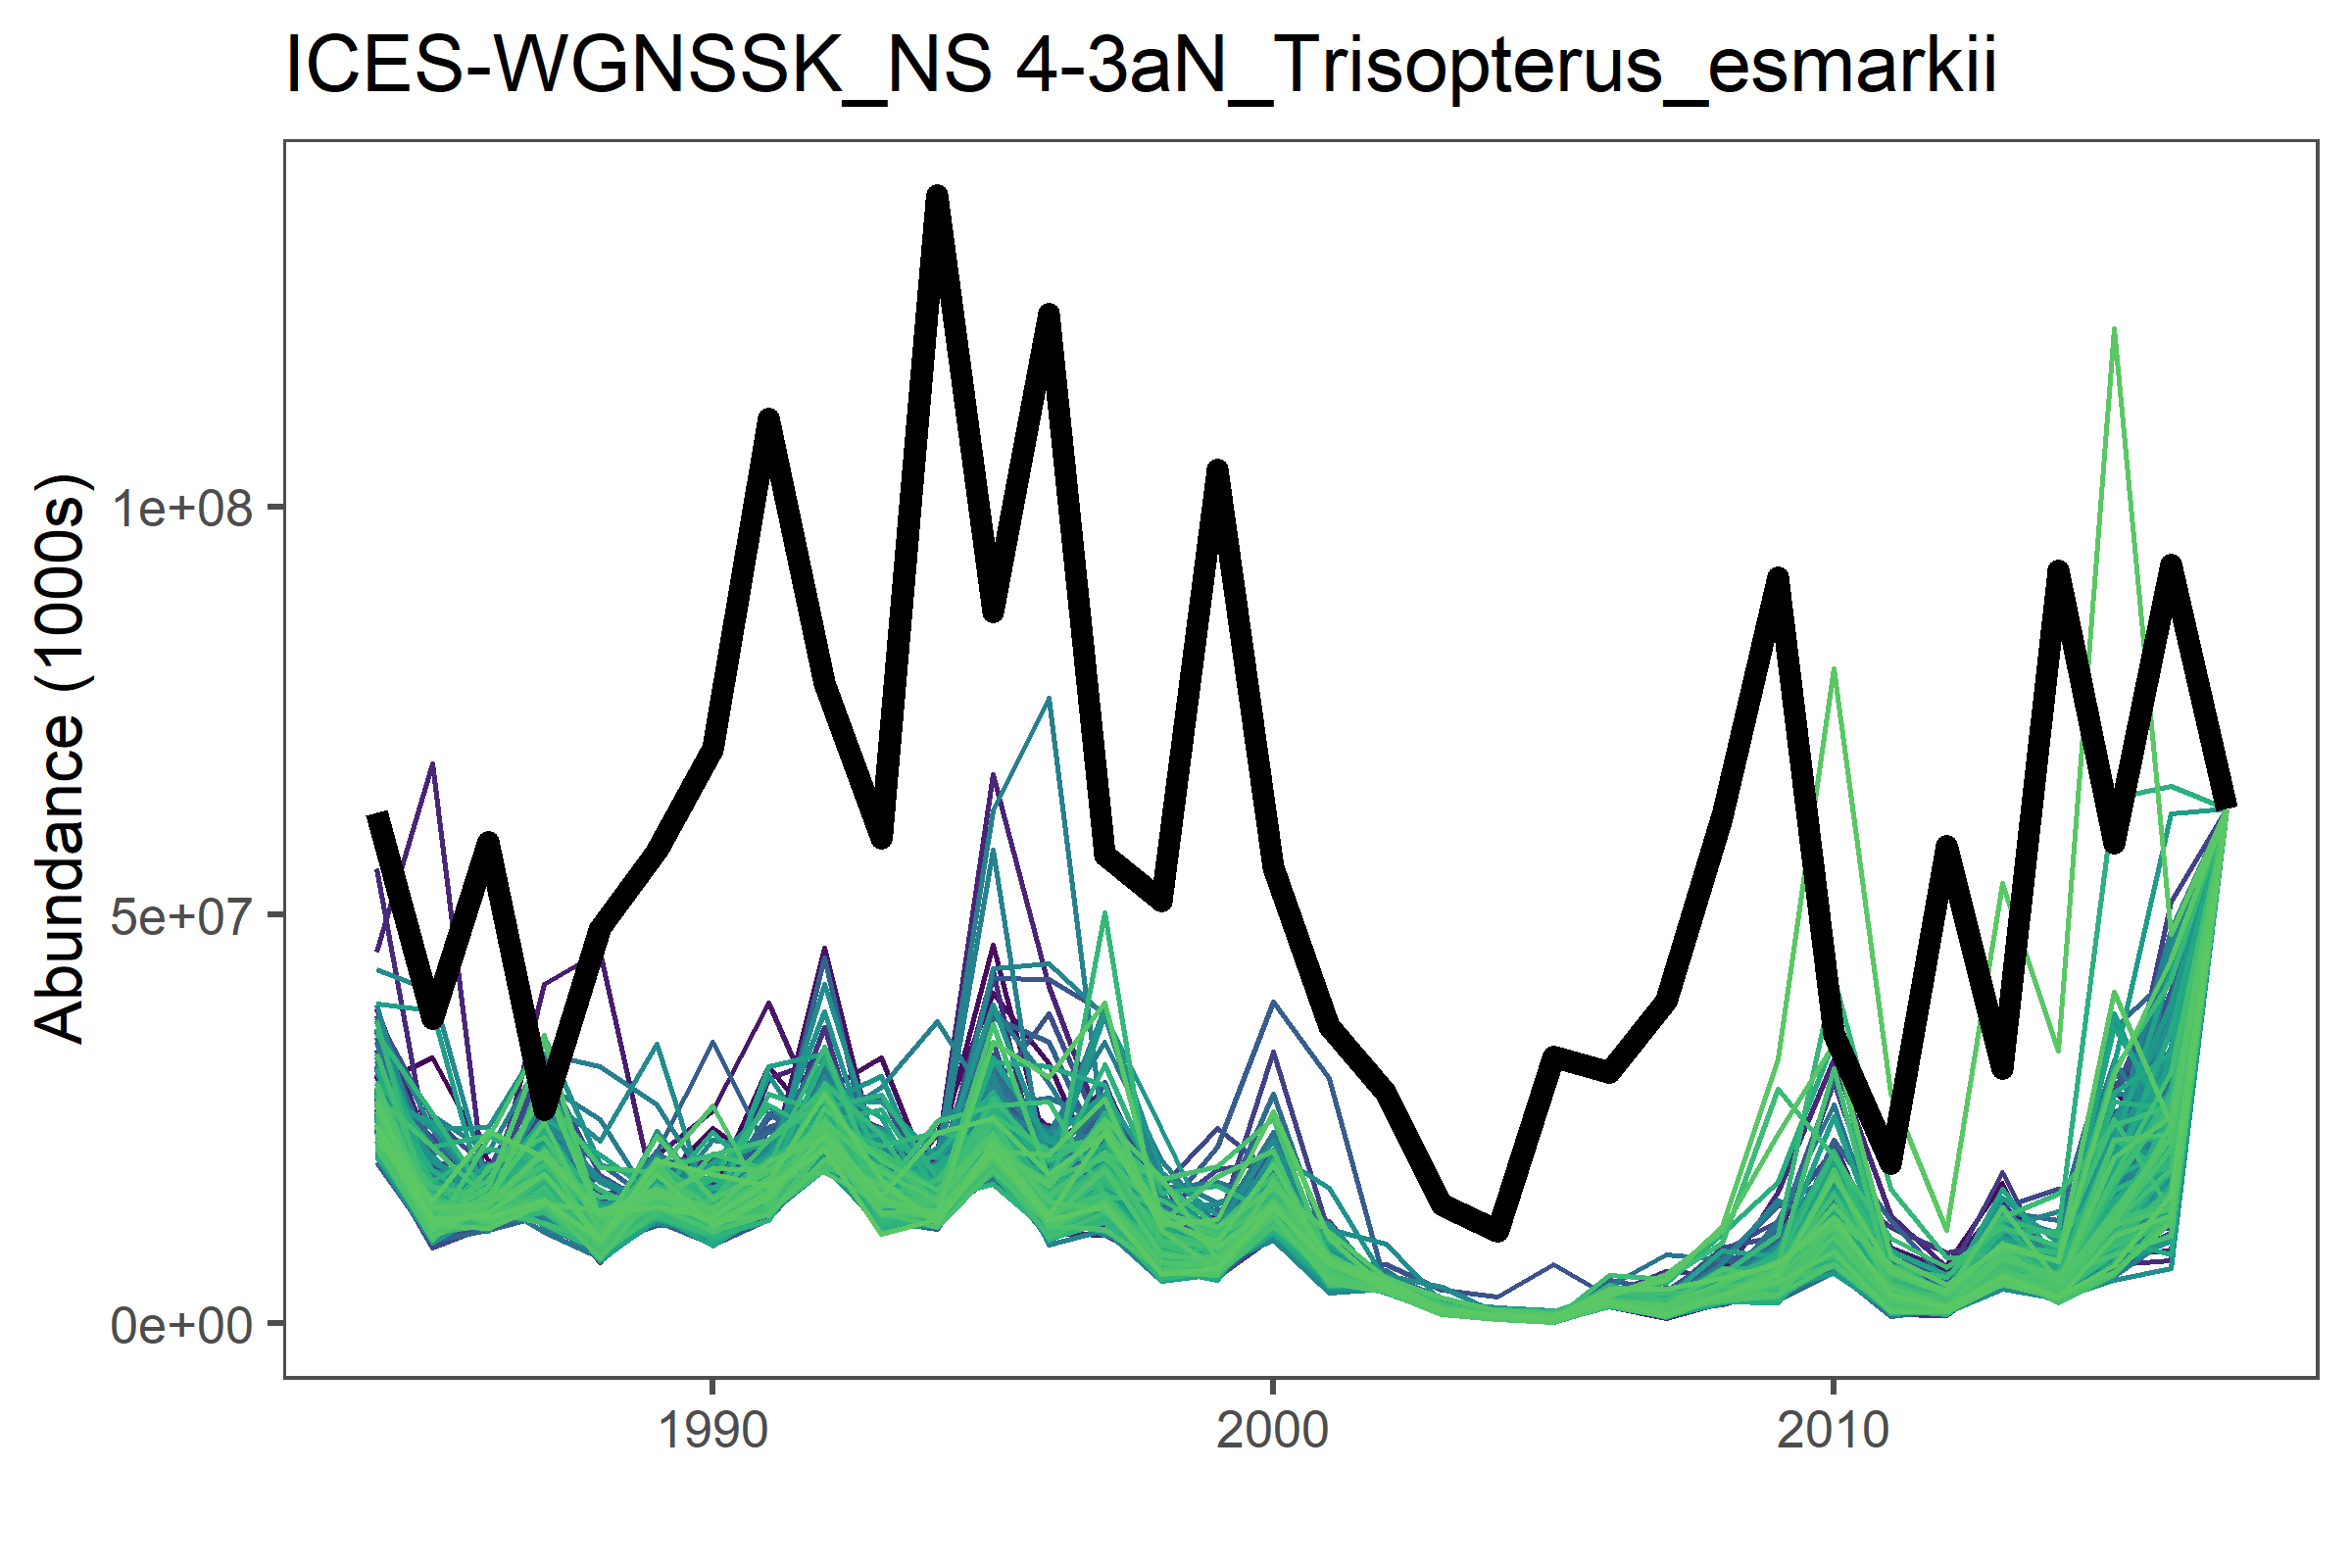 ICES-WGNSSK_NS 4-3aN_Trisopterus_esmarkii
Abundance (1000s)
1e+08
5e+07
0e+00
1990
2000
2010